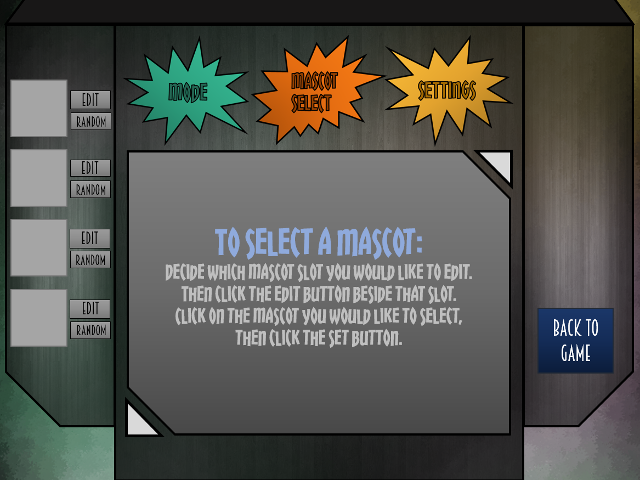 MODE
MASCOT
SELECT
SETTINGS
EDIT
RANDOM
EDIT
RANDOM
EDIT
RANDOM
EDIT
RANDOM
TO SELECT A MASCOT:
DECIDE WHICH MASCOT SLOT YOU WOULD LIKE TO EDIT.
THEN CLICK THE EDIT BUTTON BESIDE THAT SLOT.
CLICK ON THE MASCOT YOU WOULD LIKE TO SELECT,
THEN CLICK THE SET BUTTON.
BACK TO
GAME